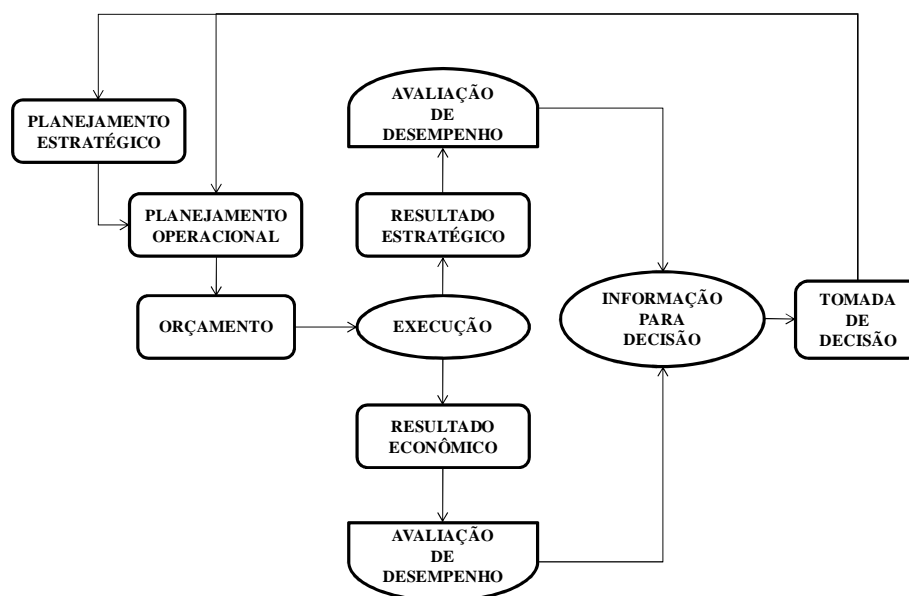 PLANEJAMENTO
ESTRATÉGICO
PLANEJAMENTO
OPERACIONAL
ORÇAMENTO
AVALIAÇÃO
DE
DESEMPENHO
RESULTADO
ESTRATÉGICO
EXECUÇÃO
RESULTADO
ECONÔMICO
AVALIAÇÃO
DE
DESEMPENHO
INFORMAÇÃO
PARA
DECISÃO
TOMADA
DE
DECISÃO